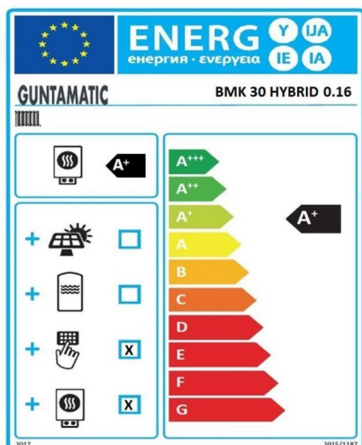 ENERG Y IJA
енергия · ενεργεια IE IA
GUNTAMATIC BMK 30 HYBRID 0.16
A+
A+++
A++
A+ A+
A
B
C
+ X D
E
F
+ X G
2017 2015/1187